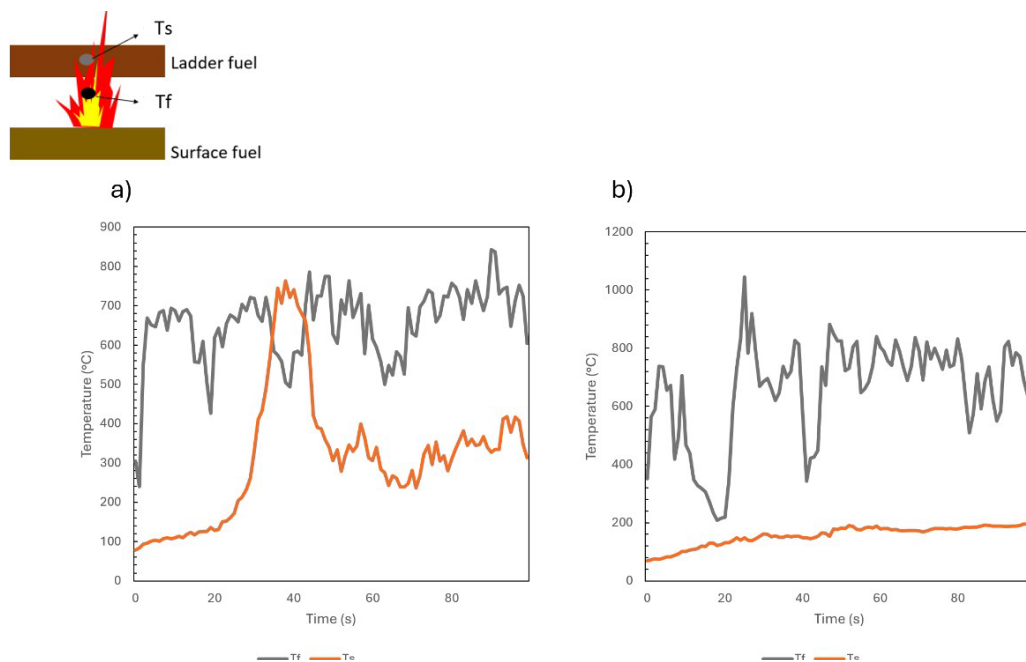 Ts
Ladder fuel
Tf
Surface fuel
a)
b)
900
800
700
600
500
400
300
200
100
0
Temperature (°C)
0
20
40
60
80
Time (s)
Tf
Ts
1200
1000
800
600
400
200
0
Temperature (°C)
0
20
40
60
80
Time (s)
Tf
Ts